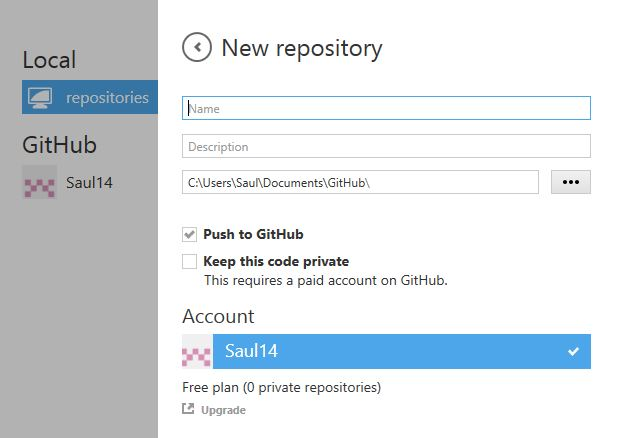 Local
repositories
GitHub
Saul14
New repository
Name
Description
C:\Users\Saul\Documents\GitHub\
•••
Push to GitHub
Keep this code private
This requires a paid account on GitHub.
Account
Saul14
Free plan (0 private repositories)
Upgrade